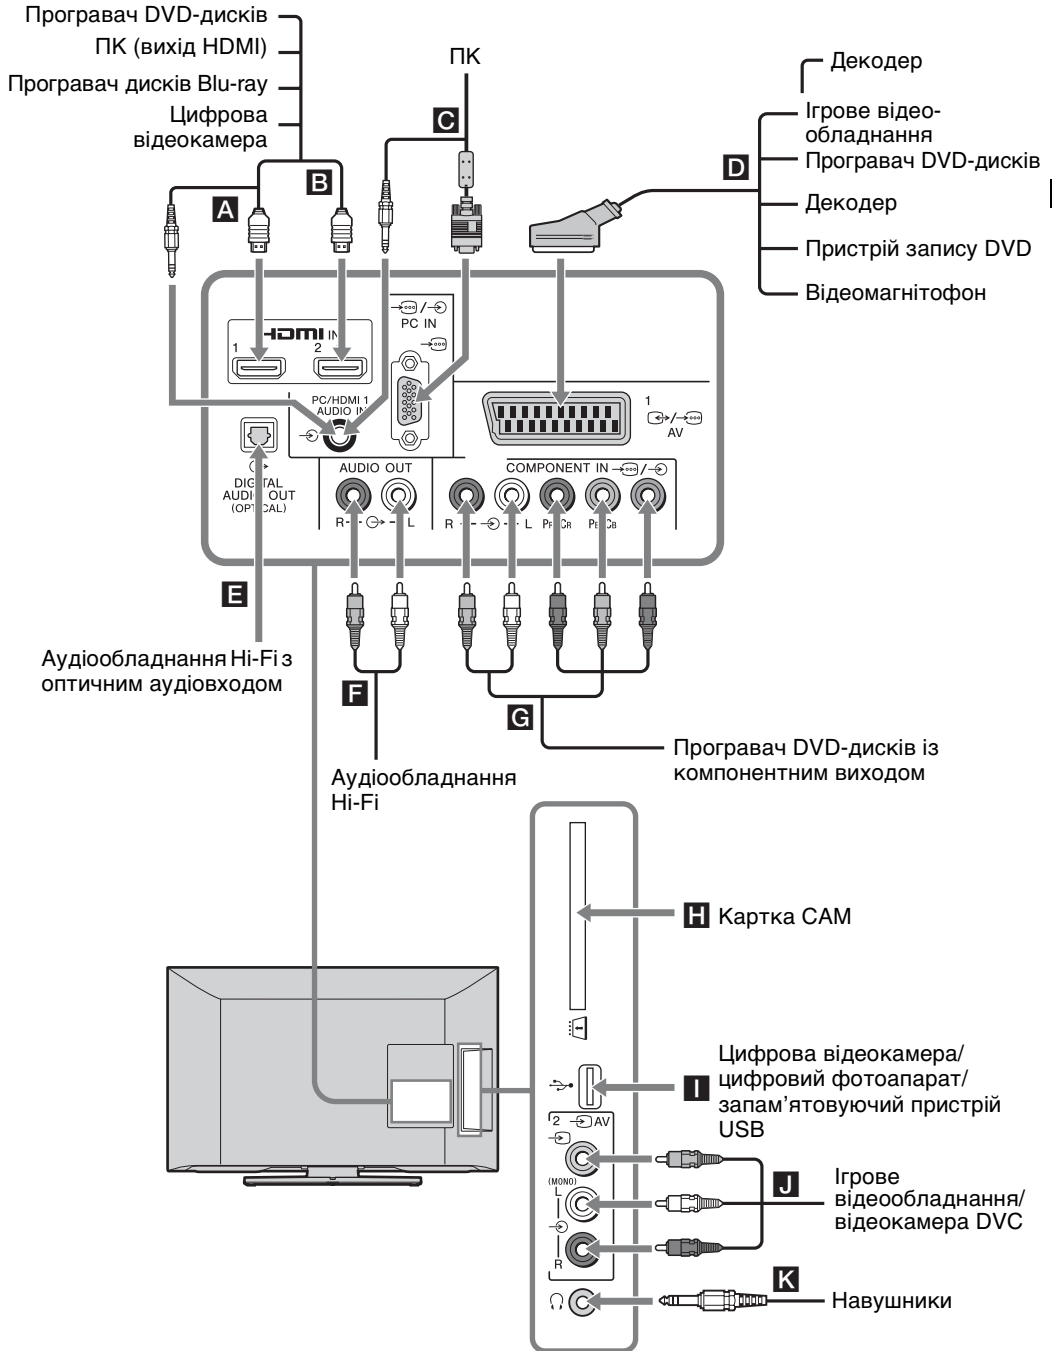 Програвач DVD-дисків
ПК (вихід HDMI)
Програвач дисків Blu-ray
Цифрова
відеокамера
ПК
Декодер
Ігрове відео-
обладнання
Програвач DVD-дисків
Декодер
Пристрій запису DVD
Відеомагнітофон
A
B
C
D
HDMI IN
1
2
PC IN
PC/HDMI 1
AUDIO IN
1
AV
DIGITAL
AUDIO OUT
(OPTICAL)
AUDIO OUT
R
L
COMPONENT IN
R
L
PR/CR
PB/CB
E
Аудіообладнання Hi-Fi з
оптичним аудіовходом
F
Аудіообладнання
Hi-Fi
G
Програвач DVD-дисків із
компонентним виходом
H Картка CAM
I
Цифрова відеокамера/
цифровий фотоапарат/
запам’ятовуючий пристрій
USB
2
AV
(MONO)
L
R
J
Ігрове
відеообладнання/
відеокамера DVC
K
Навушники